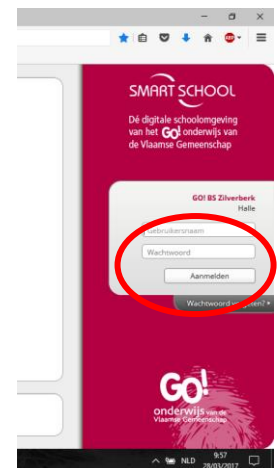 SMART SCHOOL
Dé digitale schoolomgeving
van het GO! onderwijs van
de Vlaamse Gemeenschap
GO! BS Zilverberk
Halle
Gebruikersnaam
Wachtwoord
Aanmelden
Wachtwoord vergeten?
GO!
onderwijs van de
Vlaamse Gemeenschap
NLD
9:57
28/03/2017